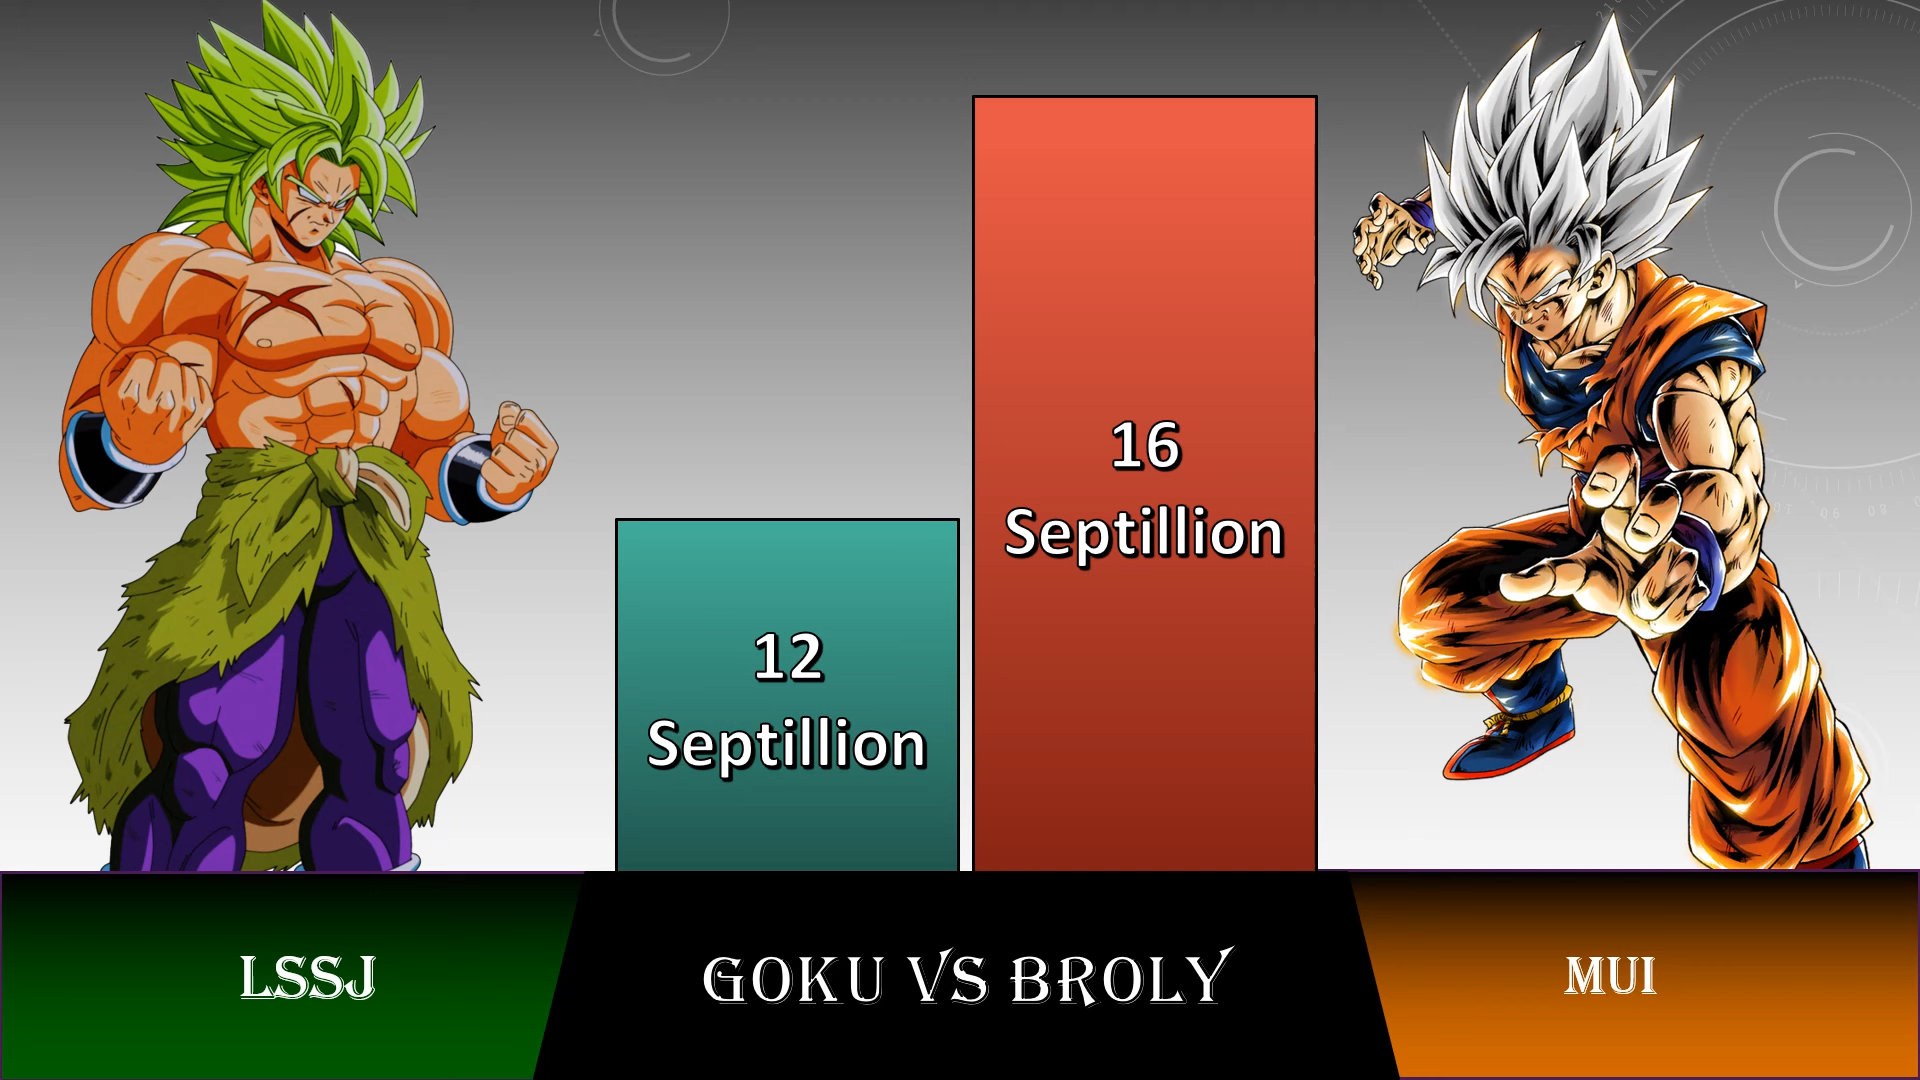 12
Septillion
16
Septillion
LSSJ
GOKU VS BROLY
MUI